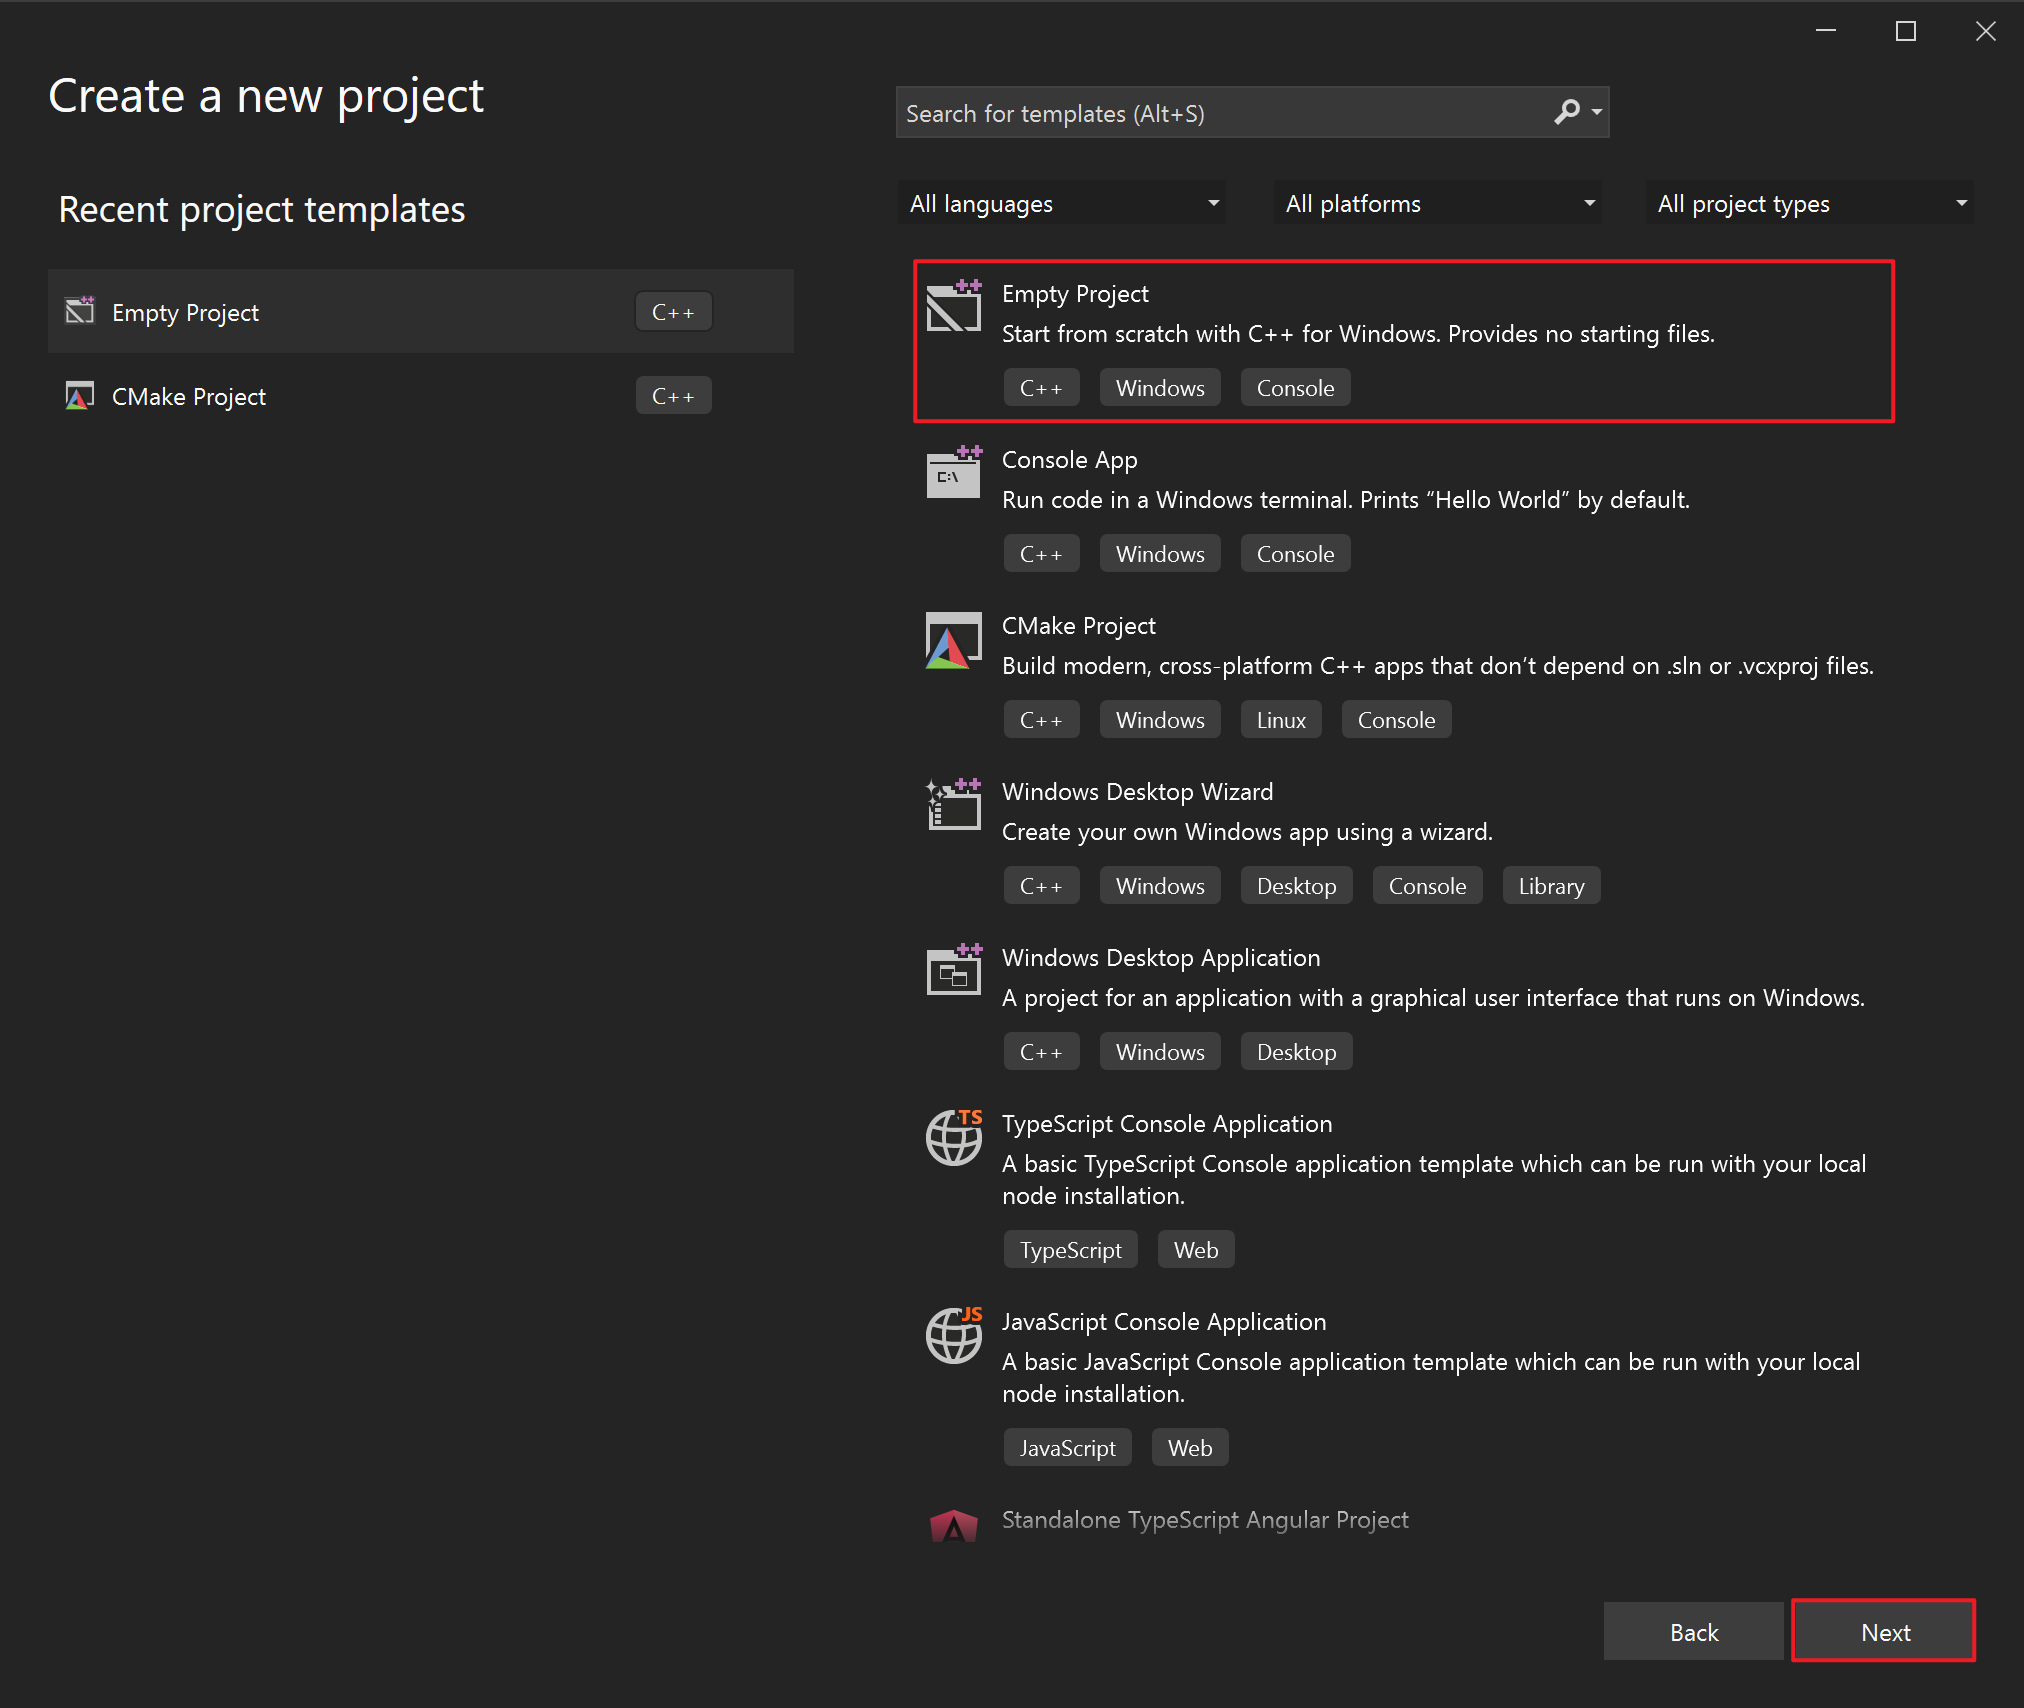 Create a new project
Search for templates (Alt+S)
Recent project templates
All languages
All platforms
All project types
Empty Project
C++
CMake Project
C++
Empty Project
Start from scratch with C++ for Windows. Provides no starting files.
C++ Windows Console
C:\
Console App
Run code in a Windows terminal. Prints “Hello World” by default.
C++ Windows Console
CMake Project
Build modern, cross-platform C++ apps that don’t depend on .sln or .vcxproj files.
C++ Windows Linux Console
Windows Desktop Wizard
Create your own Windows app using a wizard.
C++ Windows Desktop Console Library
Windows Desktop Application
A project for an application with a graphical user interface that runs on Windows.
C++ Windows Desktop
TS
TypeScript Console Application
A basic TypeScript Console application template which can be run with your local
node installation.
TypeScript Web
JS
JavaScript Console Application
A basic JavaScript Console application template which can be run with your local
node installation.
JavaScript Web
Standalone TypeScript Angular Project
Back
Next